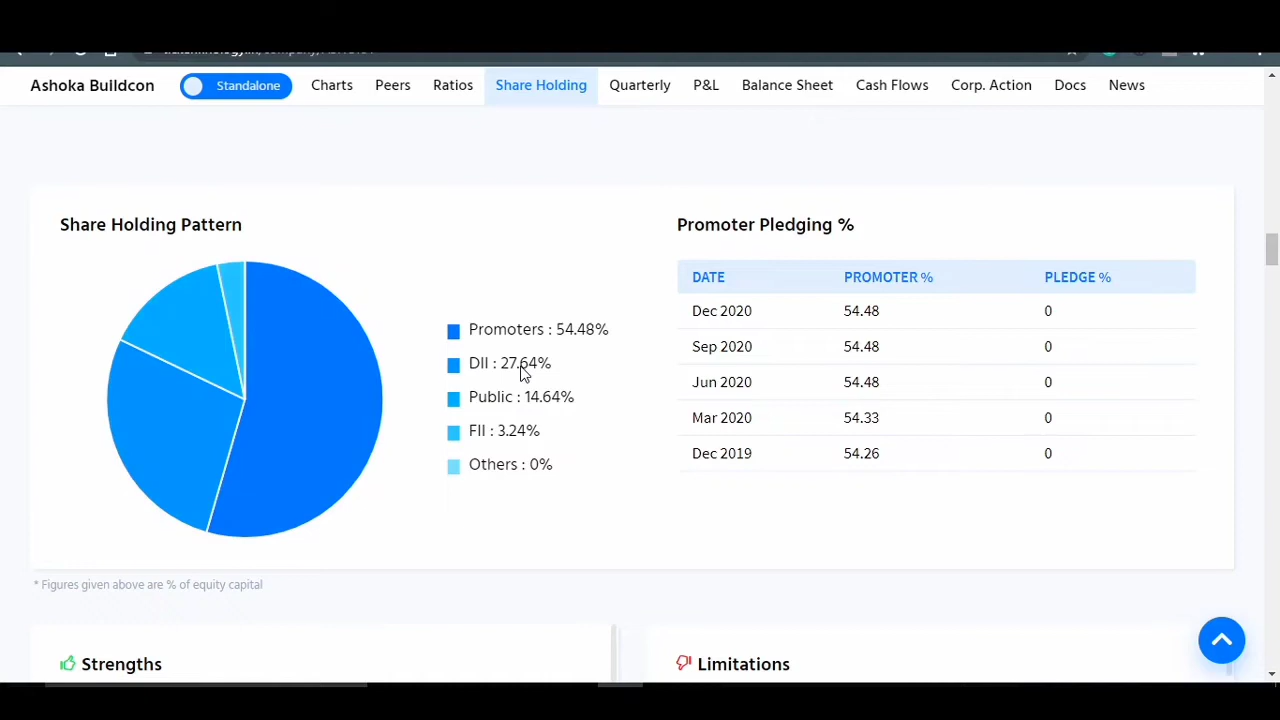 Ashoka Buildcon Standalone Charts Peers Ratios Share Holding Quarterly P&L Balance Sheet Cash Flows Corp. Action Docs News
Share Holding Pattern
Promoters : 54.48%
DII : 27.64%
Public : 14.64%
FII : 3.24%
Others : 0%
Promoter Pledging %
DATE PROMOTER % PLEDGE %
Dec 2020 54.48 0
Sep 2020 54.48 0
Jun 2020 54.48 0
Mar 2020 54.33 0
Dec 2019 54.26 0
* Figures given above are % of equity capital
Strengths
Limitations